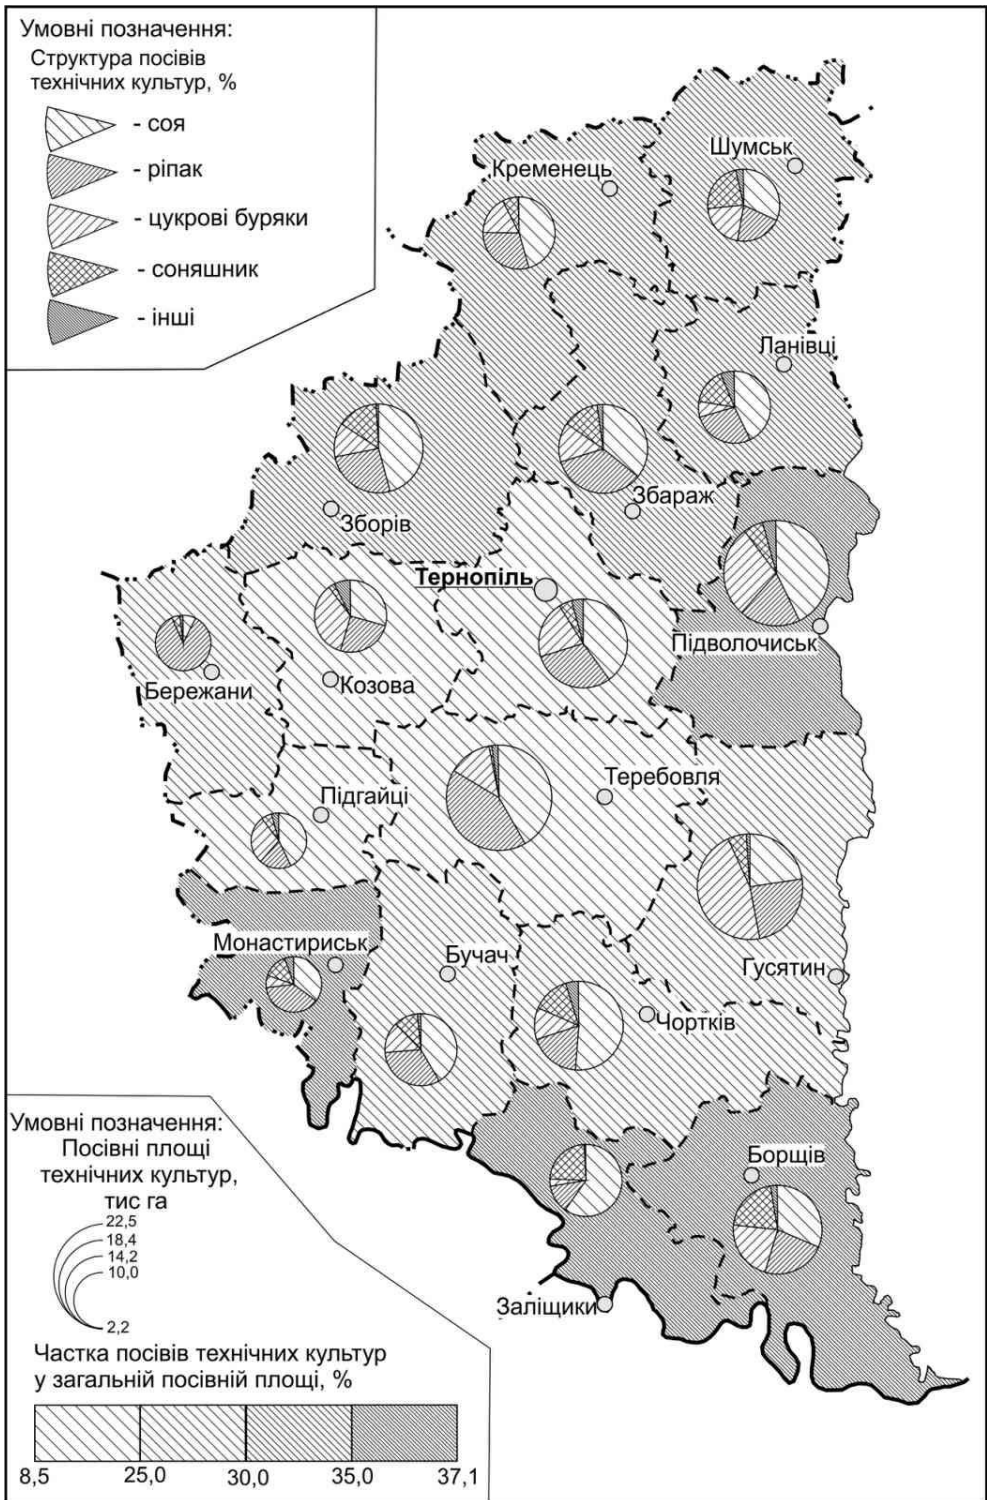 Умовні позначення:
Структура посівів
технічних культур, %
- соя
- ріпак
- цукрові буряки
- соняшник
- інші
Шумськ
Кременець
Ланівці
Збараж
Зборів
Тернопіль
Підволочиськ
Бережани
Козова
Теребовля
Підгайці
Монастириськ
Бучач
Гусятин
Чортків
Борщів
Заліщики
Умовні позначення:
Посівні площі
технічних культур,
тис га
22,5
18,4
14,2
10,0
2,2
Частка посівів технічних культур
у загальній посівній площі, %
8,5 25,0 30,0 35,0 37,1